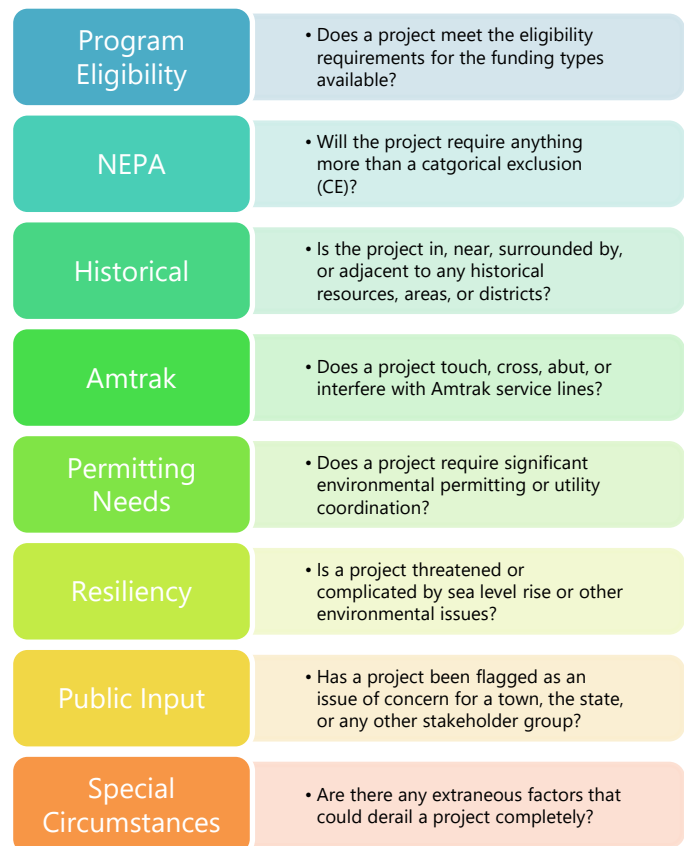 Program
Eligibility
• Does a project meet the eligibility
requirements for the funding types
available?
NEPA
• Will the project require anything
more than a catgorical exclusion
(CE)?
Historical
• Is the project in, near, surrounded by,
or adjacent to any historical
resources, areas, or districts?
Amtrak
• Does a project touch, cross, abut, or
interfere with Amtrak service lines?
Permitting
Needs
• Does a project require significant
environmental permitting or utility
coordination?
Resiliency
• Is a project threatened or
complicated by sea level rise or other
environmental issues?
Public Input
• Has a project been flagged as an
issue of concern for a town, the state,
or any other stakeholder group?
Special
Circumstances
• Are there any extraneous factors that
could derail a project completely?